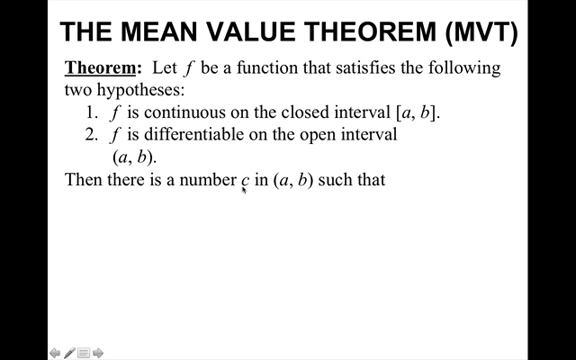 THE MEAN VALUE THEOREM (MVT)
Theorem: Let f be a function that satisfies the following
two hypotheses:
1. f is continuous on the closed interval [a, b].
2. f is differentiable on the open interval
(a, b).
Then there is a number c in (a, b) such that